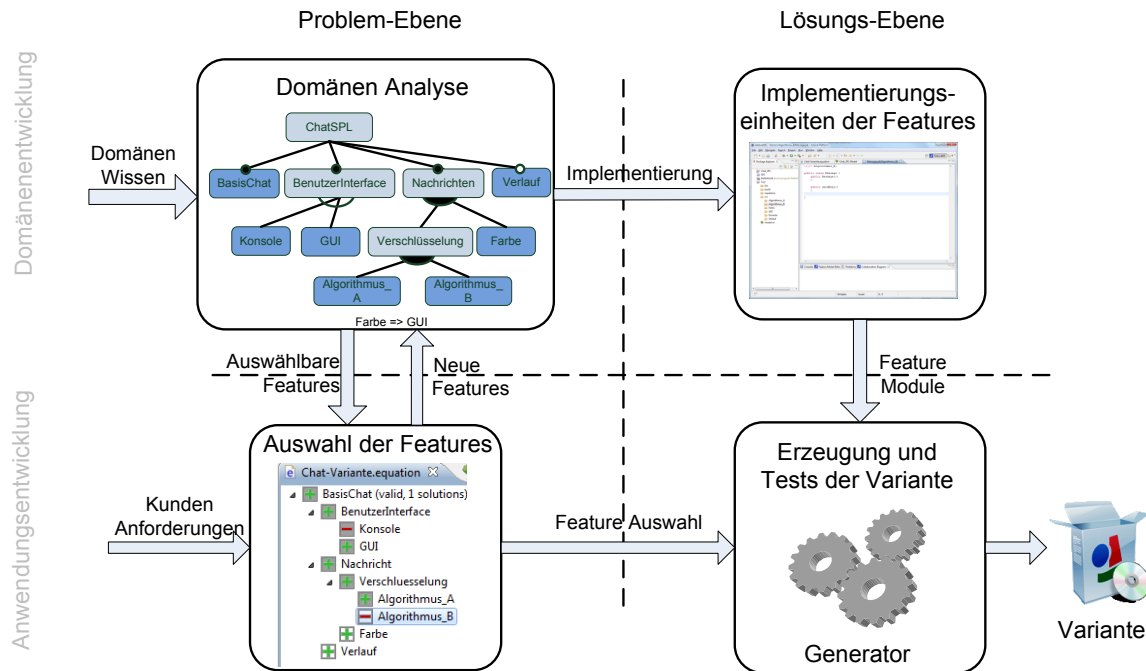 Problem-Ebene
Lösungs-Ebene
Domänenentwicklung
Domänen Analyse
ChatSPL
BasisChat
BenutzerInterface
Nachrichten
Verlauf
Konsole
GUI
Verschlüsselung
Farbe
Algorithmus_
A
Algorithmus_
B
Farbe => GUI
Domänen
Wissen
Implementierung
Implementierungs-
einheiten der Features
Auswählbare
Features
Neue
Features
Feature
Module
Anwendungsentwicklung
Auswahl der Features
Chat-Variante.equation
BasisChat (valid, 1 solutions)
BenutzerInterface
Konsole
GUI
Nachricht
Verschluesselung
Algorithmus_A
Algorithmus_B
Farbe
Verlauf
Kunden
Anforderungen
Feature Auswahl
Erzeugung und
Tests der Variante
Generator
Variante